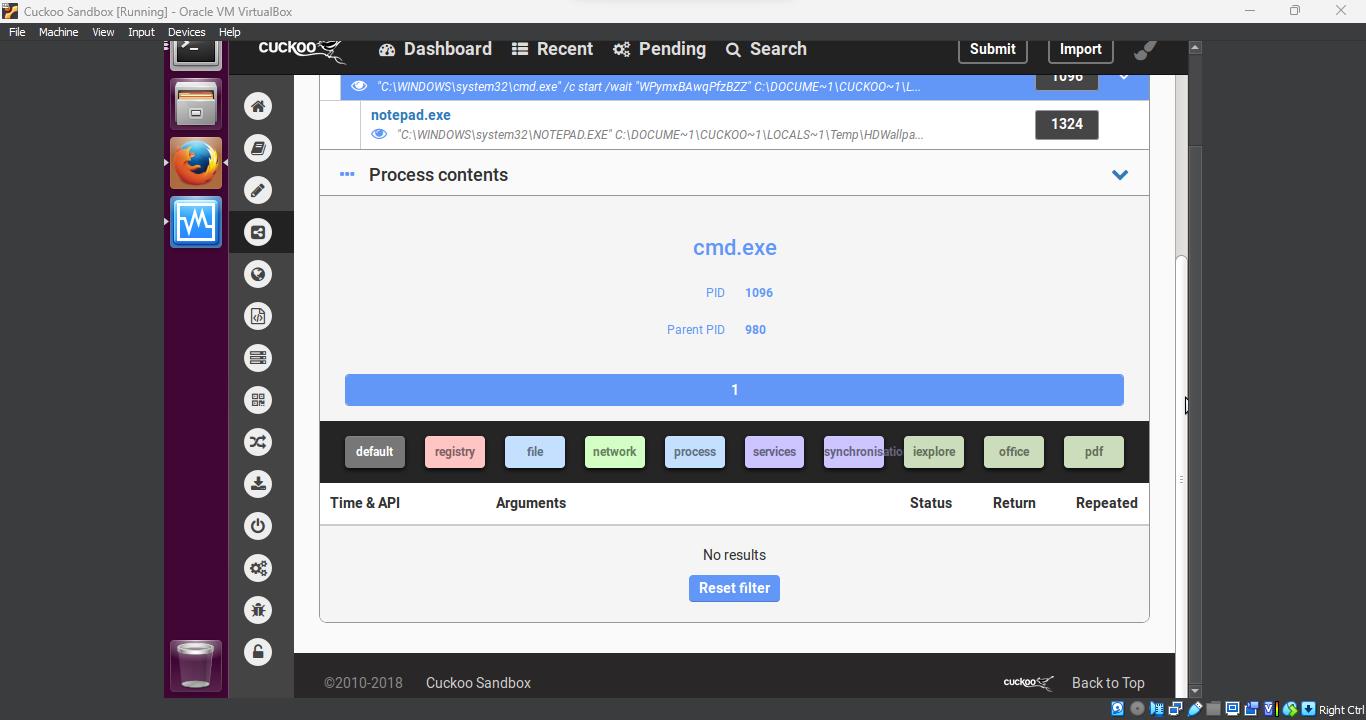 Cuckoo Sandbox [Running] - Oracle VM VirtualBox
File Machine View Input Devices Help
cuckoo Dashboard Recent Pending Search Submit Import
"C:\WINDOWS\system32\cmd.exe" /c start /wait "WPymxBAwqPfzBZZ" C:\DOCUME~1\CUCKOO~1\L... 1096
notepad.exe
"C:\WINDOWS\system32\NOTEPAD.EXE" C:\DOCUME~1\CUCKOO~1\LOCALS~1\Temp\HDWallpa... 1324
Process contents
cmd.exe
PID 1096
Parent PID 980
1
default registry file network process services synchronisatio iexplore office pdf
Time & API Arguments Status Return Repeated
No results
Reset filter
©2010-2018 Cuckoo Sandbox cuckoo Back to Top
Right Ctrl